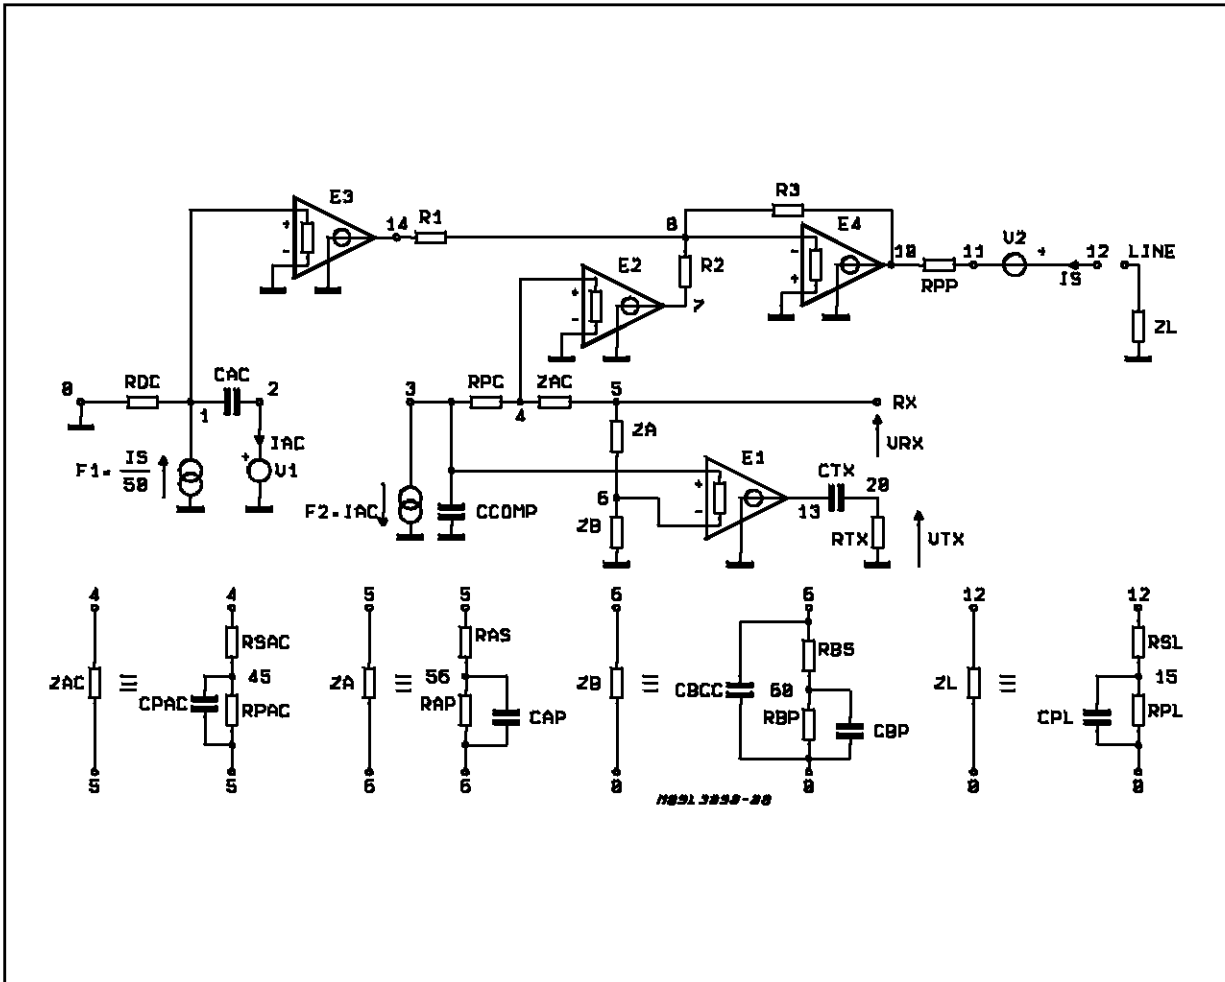 E3
14 R1
8
R3
E4
10
11
V2
+
12
LINE
IS
RPP
ZL
E2
R2
7
+
-
+
-
-
+
0
RDC
CAC
2
1
IAC
+
V1
F1=
IS
50
3
RPC
ZAC
4
5
RX
VRX
ZA
E1
CTX
20
6
+
-
13
F2=IAC
CCOMP
ZB
RTX
VTX
4
4
5
5
6
6
12
12
ZAC
RSAC
45
CPAC
RPAC
ZA
RAS
56
RAP
CAP
ZB
CBCC
RBS
60
RBP
CBP
ZL
RSL
15
CPL
RPL
5
5
6
6
0
0
0
0
M89L3090-08